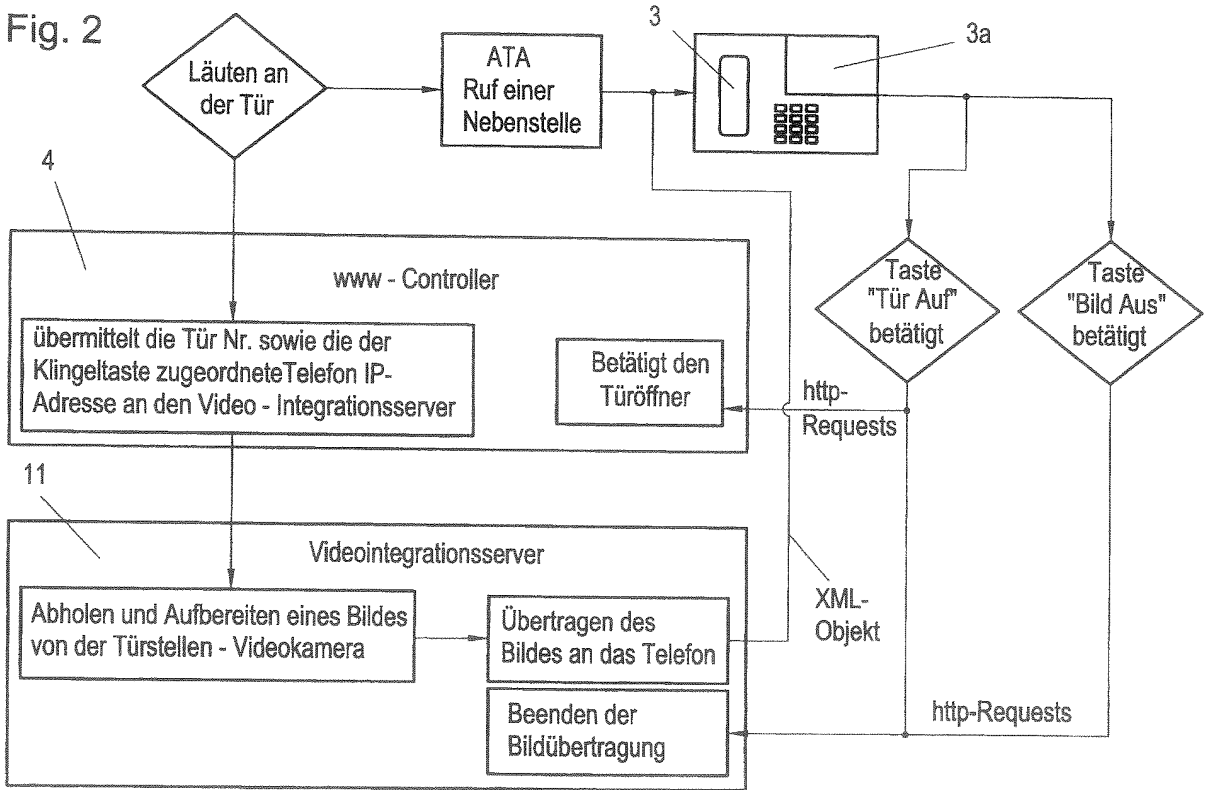 Fig. 2
Läuten an
der Tür
ATA
Ruf einer
Nebenstelle
3
3a
4
www - Controller
übermittelt die Tür Nr. sowie die der
Klingeltaste zugeordneteTelefon IP-
Adresse an den Video - Integrationsserver
Betätigt den
Türöffner
Taste
"Tür Auf"
betätigt
Taste
"Bild Aus"
betätigt
http-
Requests
11
Videointegrationsserver
Abholen und Aufbereiten eines Bildes
von der Türstellen - Videokamera
Übertragen des
Bildes an das Telefon
XML-
Objekt
Beenden der
Bildübertragung
http-Requests